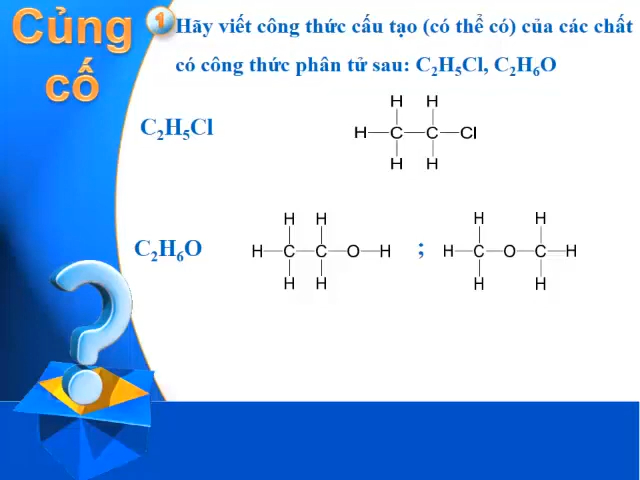 Củng
cố
1 Hãy viết công thức cấu tạo (có thể có) của các chất
có công thức phân tử sau: C₂H₅Cl, C₂H₆O
C₂H₅Cl
H H
H C C Cl
H H
C₂H₆O
H H H H
H C C O H ; H C O C H
H H H H
?